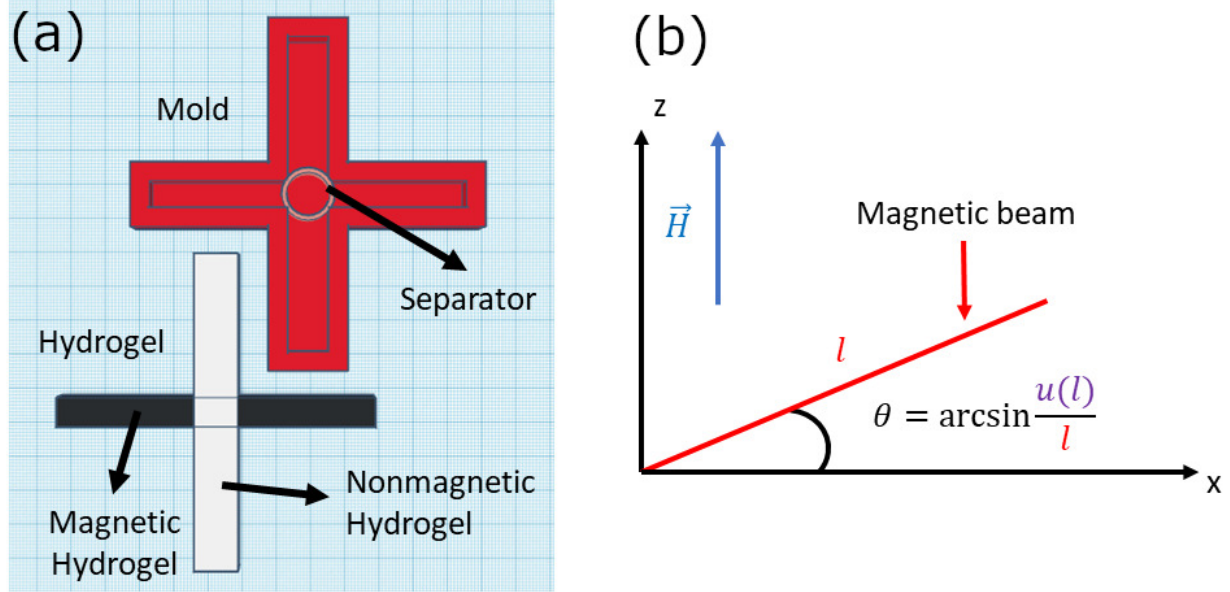 (a)
Mold
Separator
Hydrogel
Magnetic
Hydrogel
Nonmagnetic
Hydrogel
(b)
z
H⃗
Magnetic beam
l
θ = arcsin u(l)/l
x